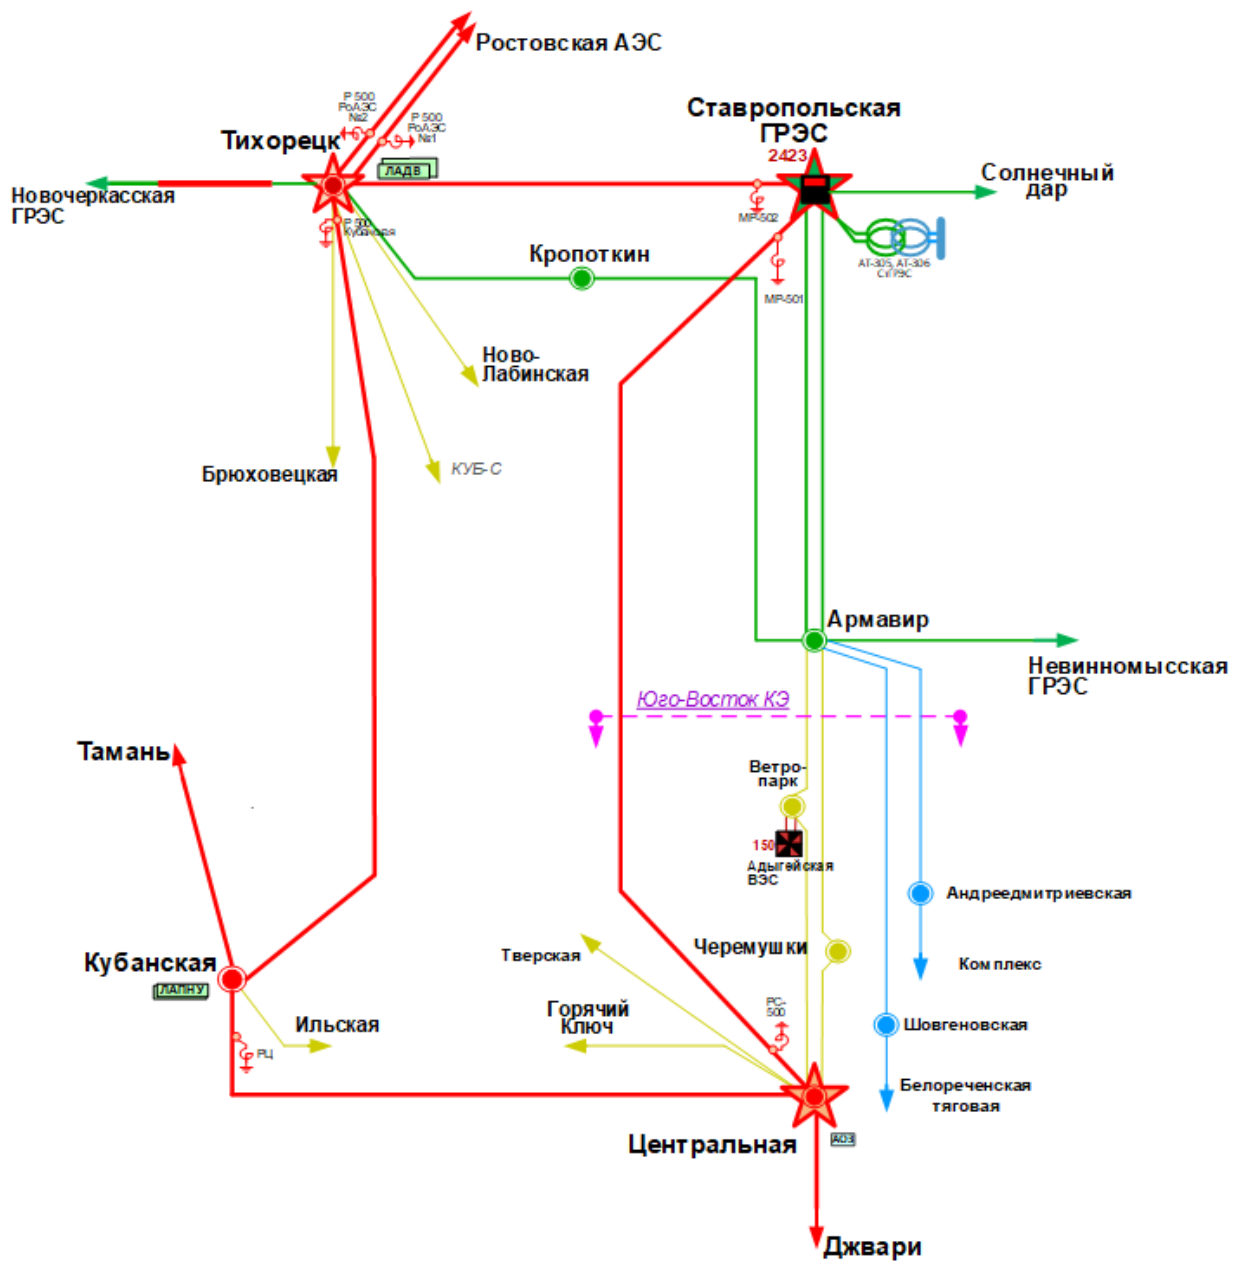 Ростовская АЭС
Р 500
РоАЭС
№2
Р 500
РоАЭС
№1
Тихорецк
ЛАДВ
Ставропольская
ГРЭС
2423
Солнечный
дар
Новочеркасская
ГРЭС
Р 500
Кубанская
МР-502
АТ-305, АТ-306
СтГРЭС
Кропоткин
МР-501
Ново-
Лабинская
Брюховецкая
КУБ-С
Армавир
Невинномысская
ГРЭС
Юго-Восток КЭ
Тамань
Ветро-
парк
150
Адыгейская
ВЭС
Андреедмитриевская
Черемушки
Тверская
Кубанская
ЛАПНУ
Комплекс
РС-
500
Горячий
Ключ
Ильская
Шовгеновская
РЦ
Белореченская
тяговая
Центральная
АОЗ
Джвари